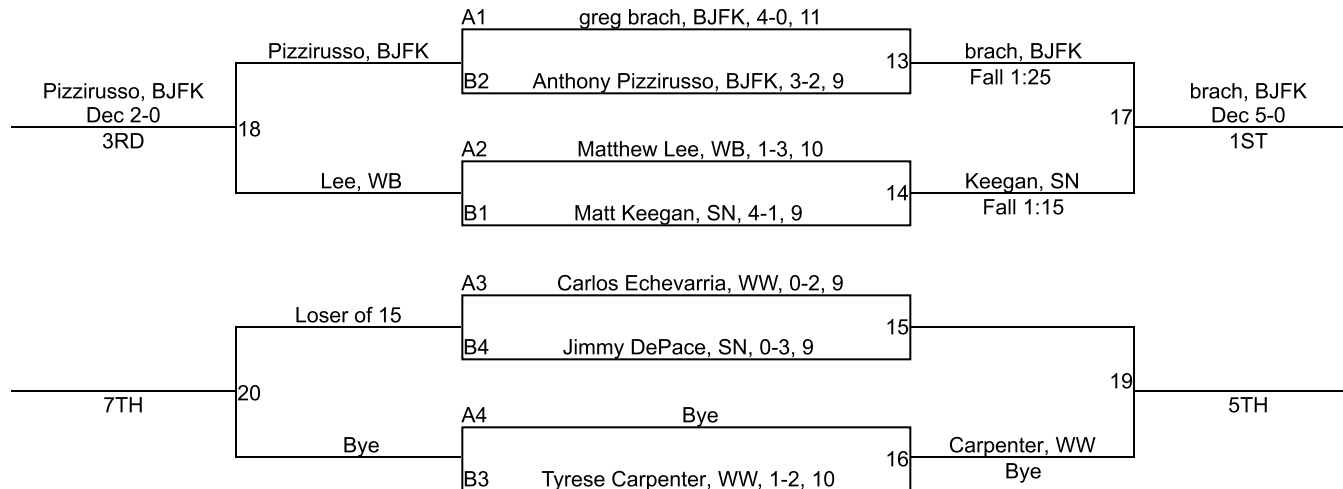 A1 greg brach, BJFK, 4-0, 11
Pizzirusso, BJFK
13
brach, BJFK
Fall 1:25
B2 Anthony Pizzirusso, BJFK, 3-2, 9
Pizzirusso, BJFK
Dec 2-0
3RD
18
17
brach, BJFK
Dec 5-0
1ST
A2 Matthew Lee, WB, 1-3, 10
Lee, WB
14
Keegan, SN
Fall 1:15
B1 Matt Keegan, SN, 4-1, 9
A3 Carlos Echevarria, WW, 0-2, 9
Loser of 15
15
B4 Jimmy DePace, SN, 0-3, 9
7TH
20
19
5TH
A4 Bye
Bye
16
Carpenter, WW
Bye
B3 Tyrese Carpenter, WW, 1-2, 10